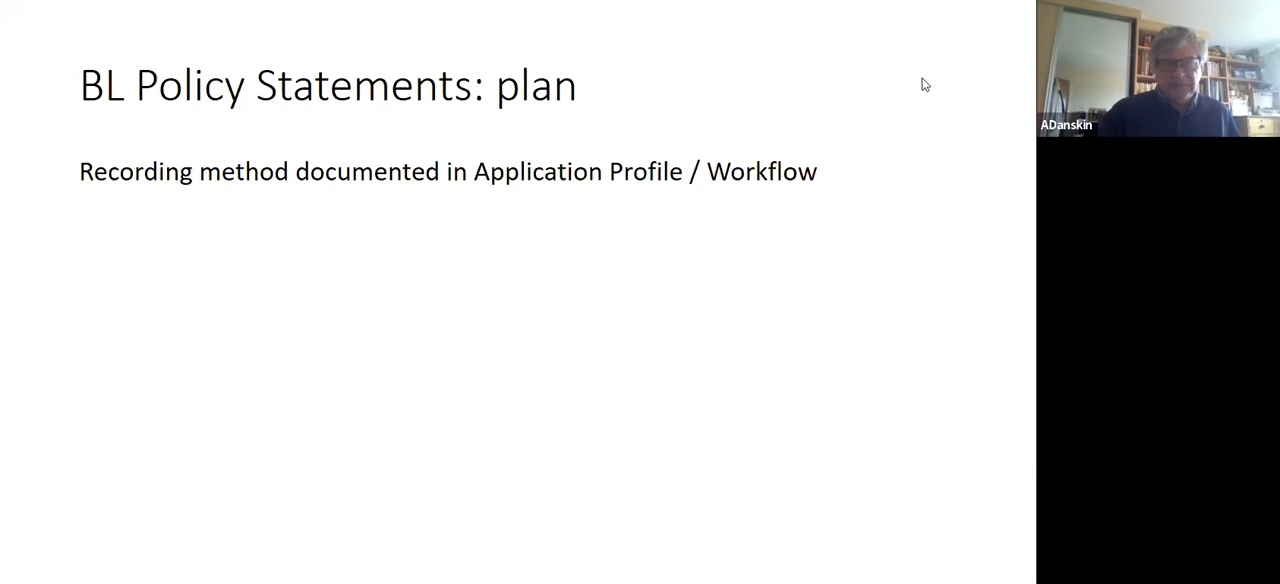 BL Policy Statements: plan
Recording method documented in Application Profile / Workflow
ADanskin